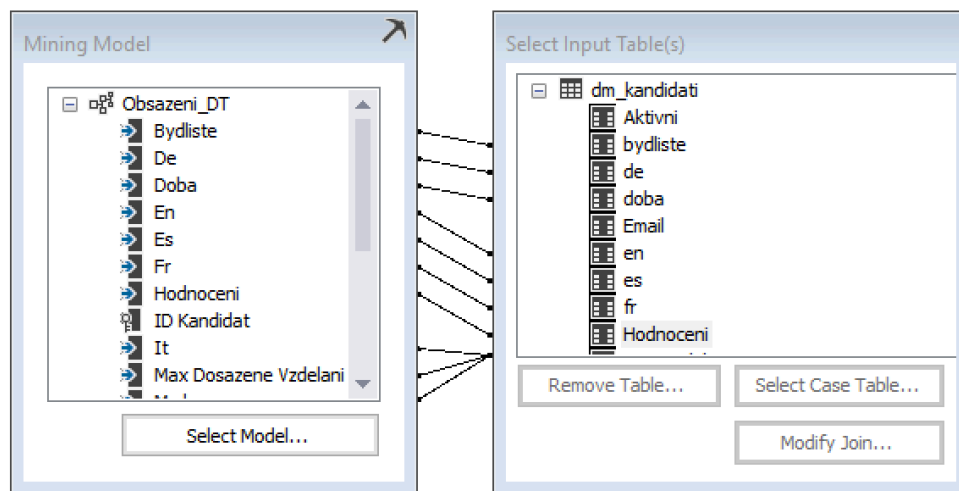 Mining Model
Obsazeni_DT
Bydliste
De
Doba
En
Es
Fr
Hodnoceni
ID Kandidat
It
Max Dosazene Vzdelani
Select Model...
Select Input Table(s)
dm_kandidati
Aktivni
bydliste
de
doba
Email
en
es
fr
Hodnoceni
Remove Table...
Select Case Table...
Modify Join...